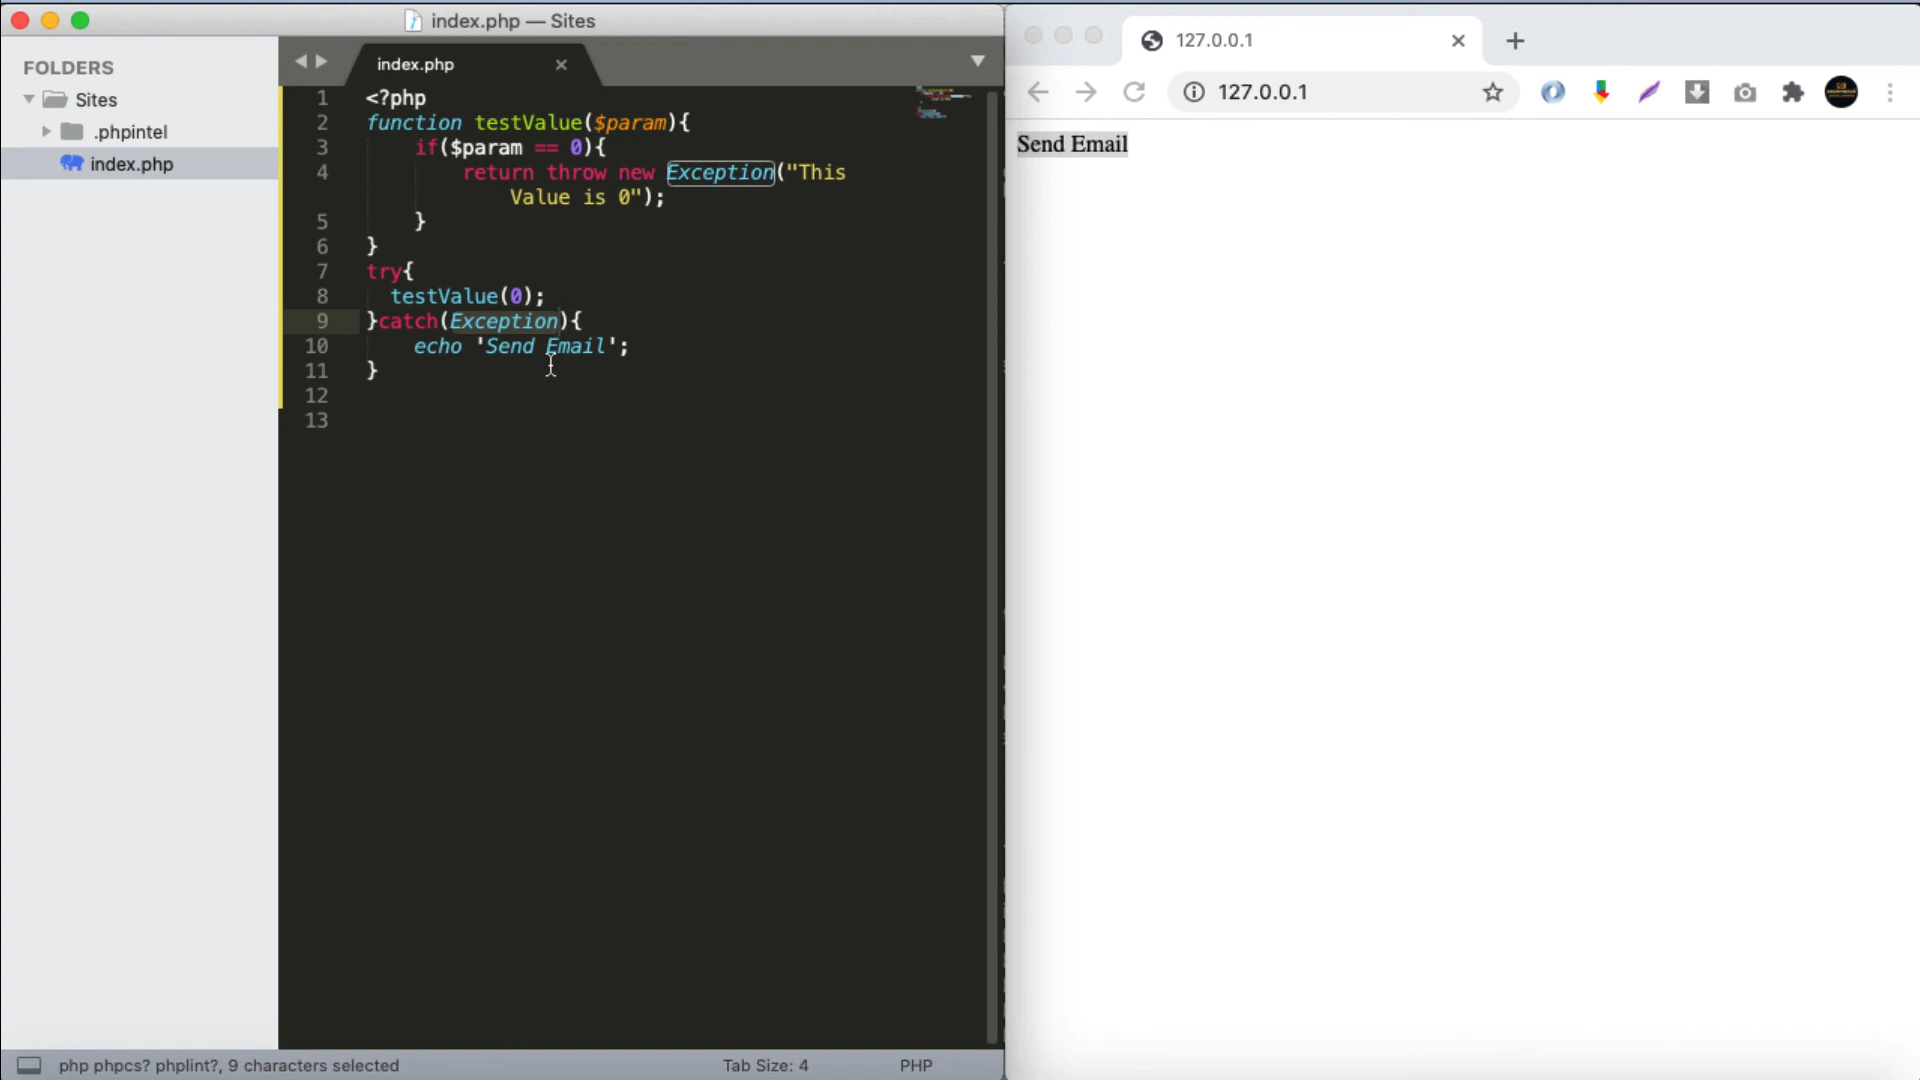 index.php — Sites
FOLDERS
Sites
.phpintel
index.php
index.php
1 <?php
2 function testValue($param){
3 if($param == 0){
4 return throw new Exception("This
Value is 0");
5 }
6 }
7 try{
8 testValue(0);
9 }catch(Exception){
10 echo 'Send Email';
11 }
12
13
php phpcs? phplint?, 9 characters selected
Tab Size: 4
PHP
127.0.0.1
127.0.0.1
Send Email